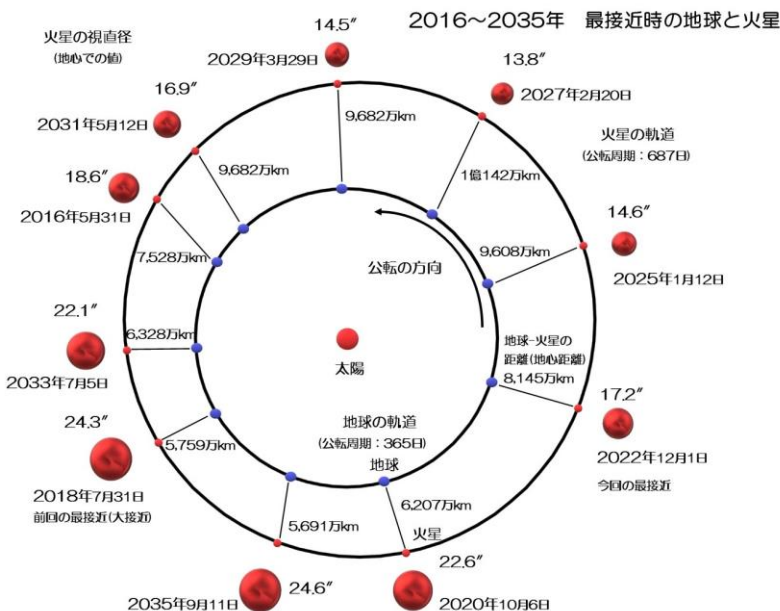 2016～2035年　最接近時の地球と火星
火星の視直径
(地心での値)
14.5″
2029年3月29日
13.8″
2027年2月20日
16.9″
2031年5月12日
9,682万km
火星の軌道
(公転周期：687日)
18.6″
2016年5月31日
9,682万km
1億142万km
14.6″
2025年1月12日
7,528万km
公転の方向
9,608万km
22.1″
2033年7月5日
6,328万km
太陽
地球-火星の
距離(地心距離)
8,145万km
24.3″
2018年7月31日
前回の最接近(大接近)
5,759万km
地球の軌道
(公転周期：365日)
地球
17.2″
2022年12月1日
今回の最接近
5,691万km
6,207万km
火星
24.6″
2035年9月11日
22.6″
2020年10月6日